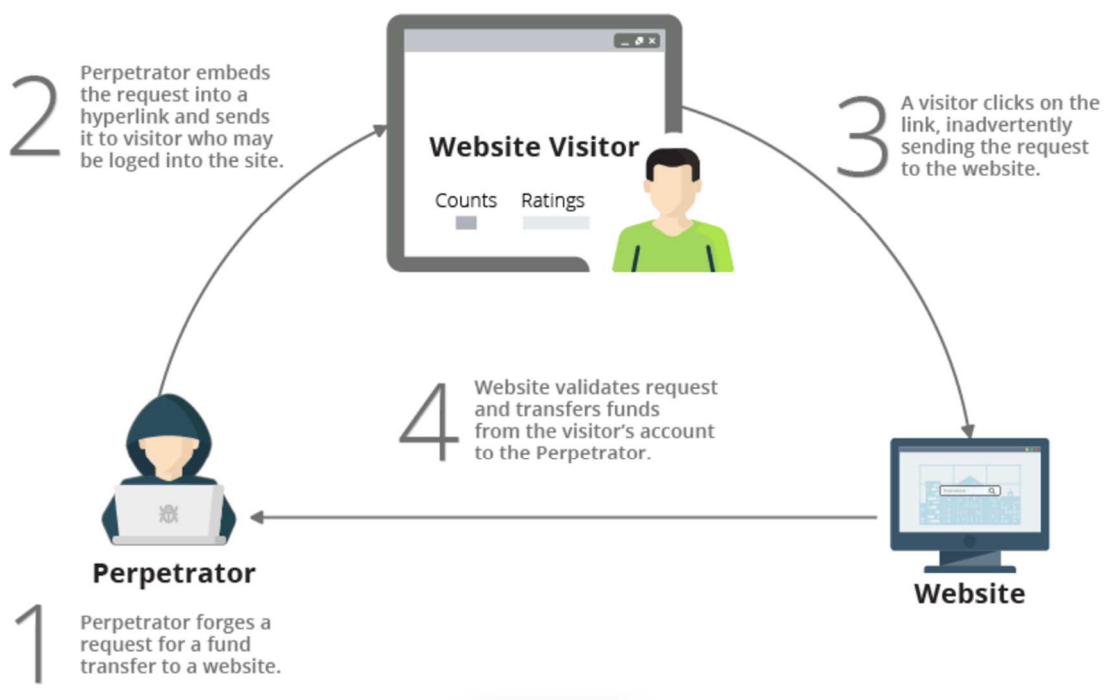 2
Perpetrator embeds
the request into a
hyperlink and sends
it to visitor who may
be loged into the site.
Website Visitor
Counts Ratings
3
A visitor clicks on the
link, inadvertently
sending the request
to the website.
4
Website validates request
and transfers funds
from the visitor's account
to the Perpetrator.
Perpetrator
Website
1
Perpetrator forges a
request for a fund
transfer to a website.